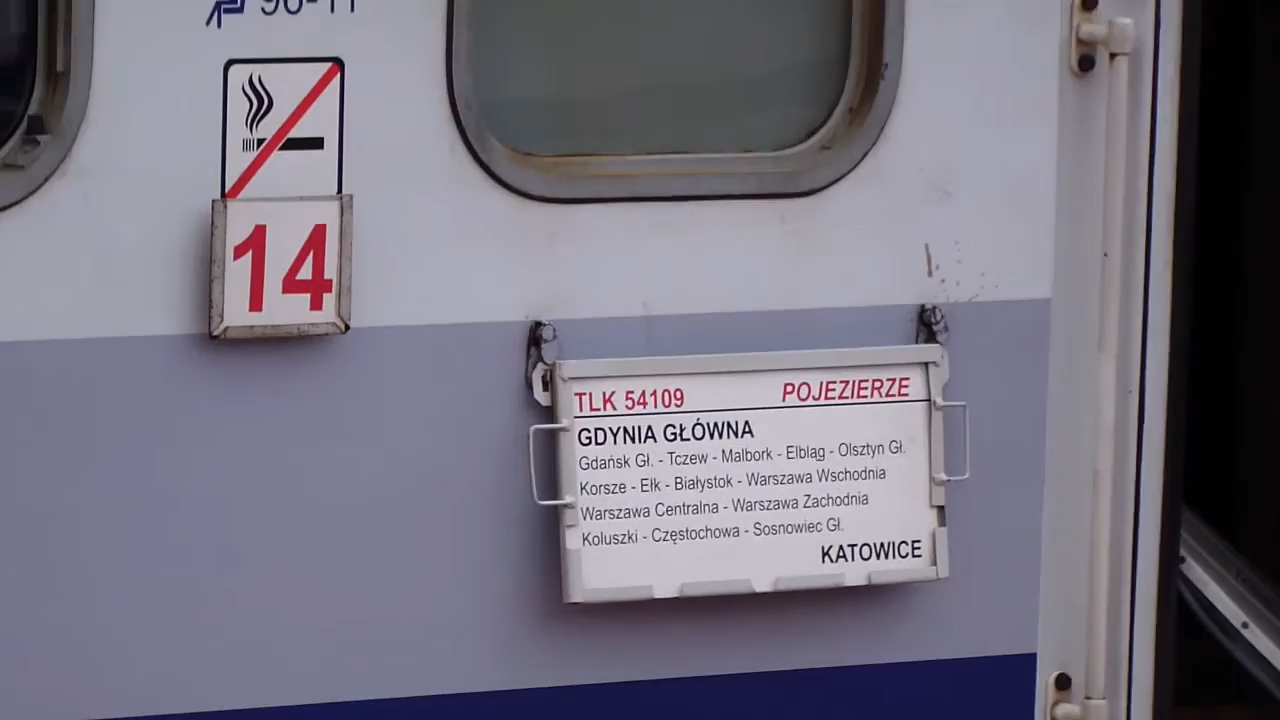 14
TLK 54109 POJEZIERZE
GDYNIA GŁÓWNA
Gdańsk Gł. - Tczew - Malbork - Elbląg - Olsztyn Gł.
Korsze - Ełk - Białystok - Warszawa Wschodnia
Warszawa Centralna - Warszawa Zachodnia
Koluszki - Częstochowa - Sosnowiec Gł.
KATOWICE